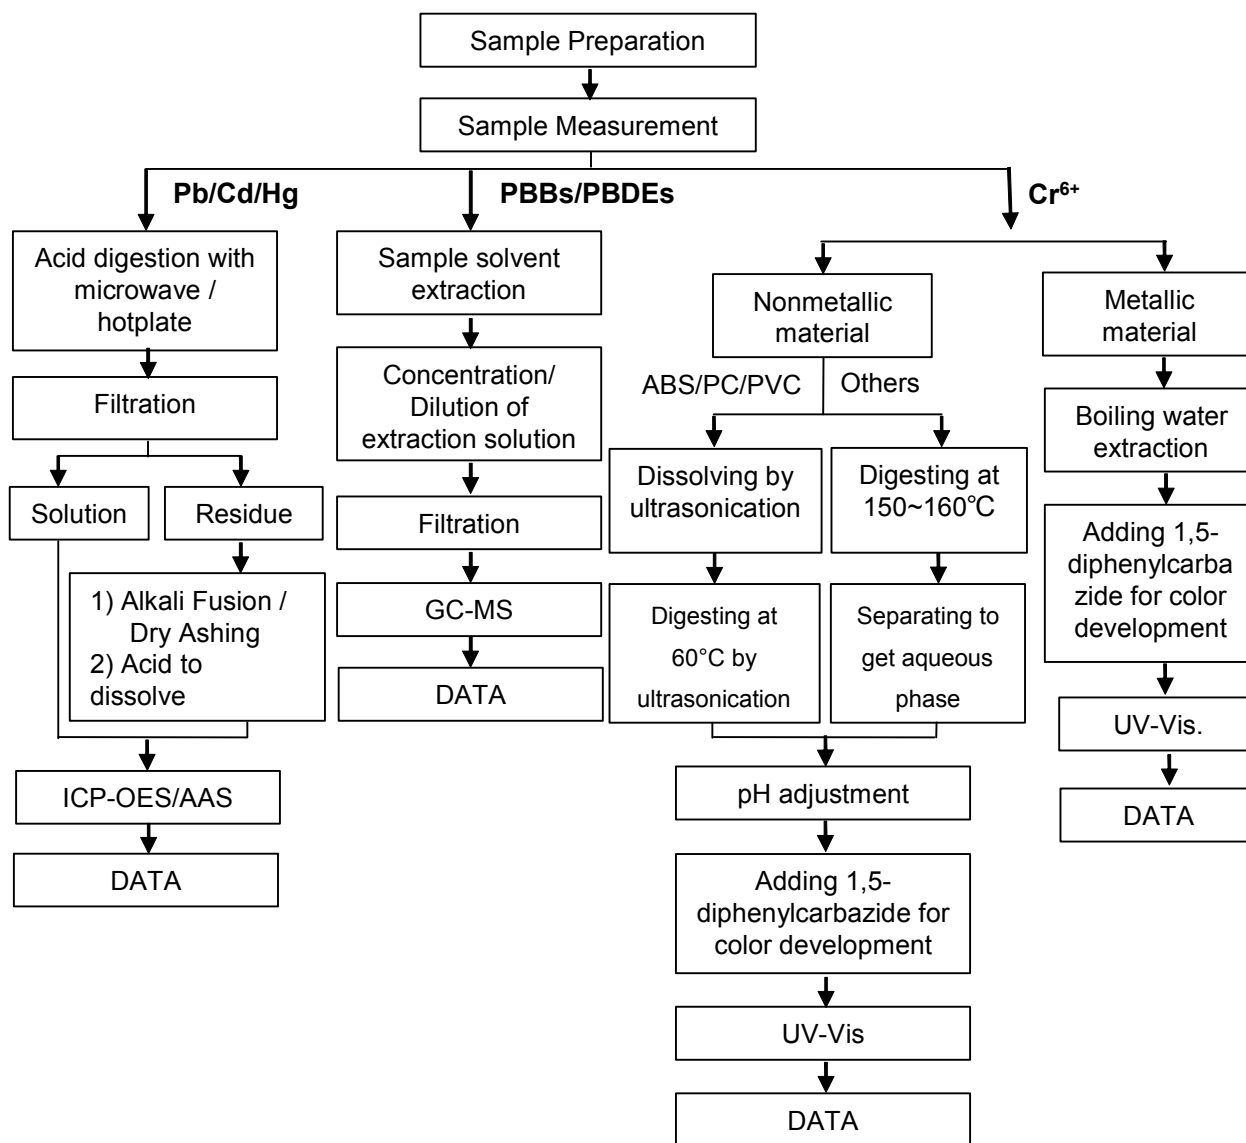 Sample Preparation
Sample Measurement
Pb/Cd/Hg
PBBs/PBDEs
Cr⁶⁺
Acid digestion with
microwave /
hotplate
Filtration
Solution
Residue
1) Alkali Fusion /
Dry Ashing
2) Acid to
dissolve
ICP-OES/AAS
DATA
Sample solvent
extraction
Concentration/
Dilution of
extraction solution
Filtration
GC-MS
DATA
Nonmetallic
material
ABS/PC/PVC
Others
Dissolving by
ultrasonication
Digesting at
60°C by
ultrasonication
Digesting at
150~160℃
Separating to
get aqueous
phase
pH adjustment
Adding 1,5-
diphenylcarbazide for
color development
UV-Vis
DATA
Metallic
material
Boiling water
extraction
Adding 1,5-
diphenylcarba
zide for color
development
UV-Vis.
DATA